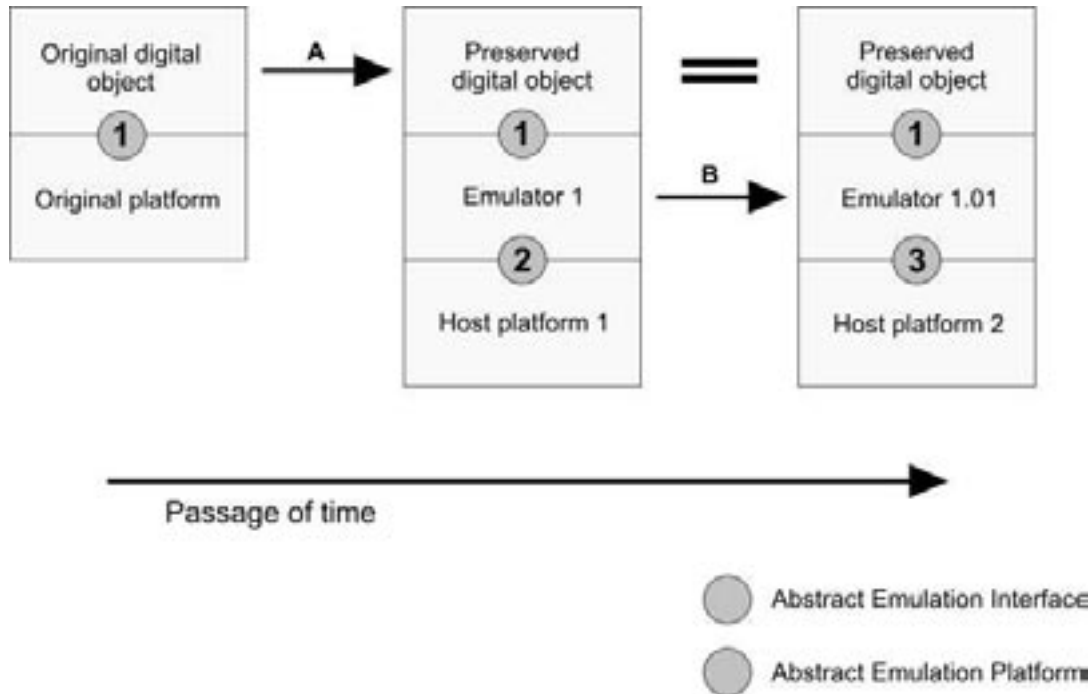 Original digital
object
1
Original platform
A
Preserved
digital object
1
Emulator 1
2
Host platform 1
B
Preserved
digital object
1
Emulator 1.01
3
Host platform 2
Passage of time
Abstract Emulation Interface
Abstract Emulation Platform